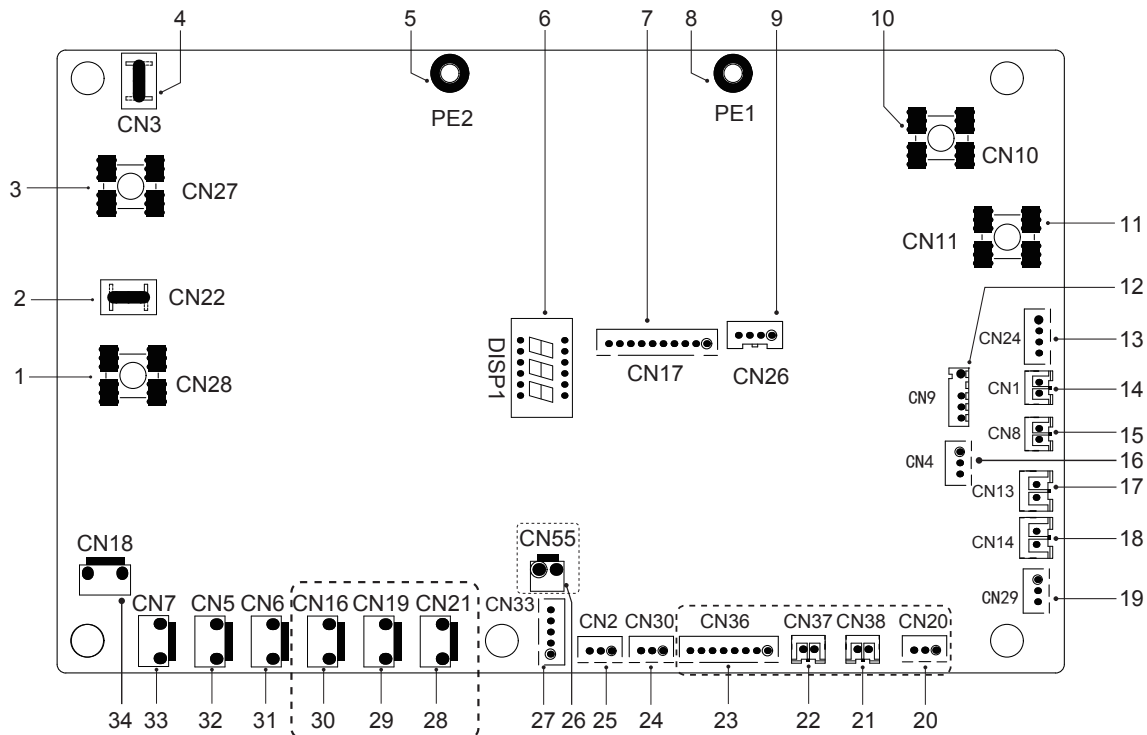 4 5 6 7 8 9 10
CN3 PE2 PE1
CN10
3 CN27
CN11 11
2 CN22 12
DISP1
CN17 CN26 CN24 13
1 CN28
CN9 CN1 14
CN8 15
CN4 16
CN13 17
CN18 CN55 CN14 18
CN7 CN5 CN6 CN16 CN19 CN21 CN33 CN2 CN30 CN36 CN37 CN38 CN20 CN29 19
34 33 32 31 30 29 28 27 26 25 24 23 22 21 20